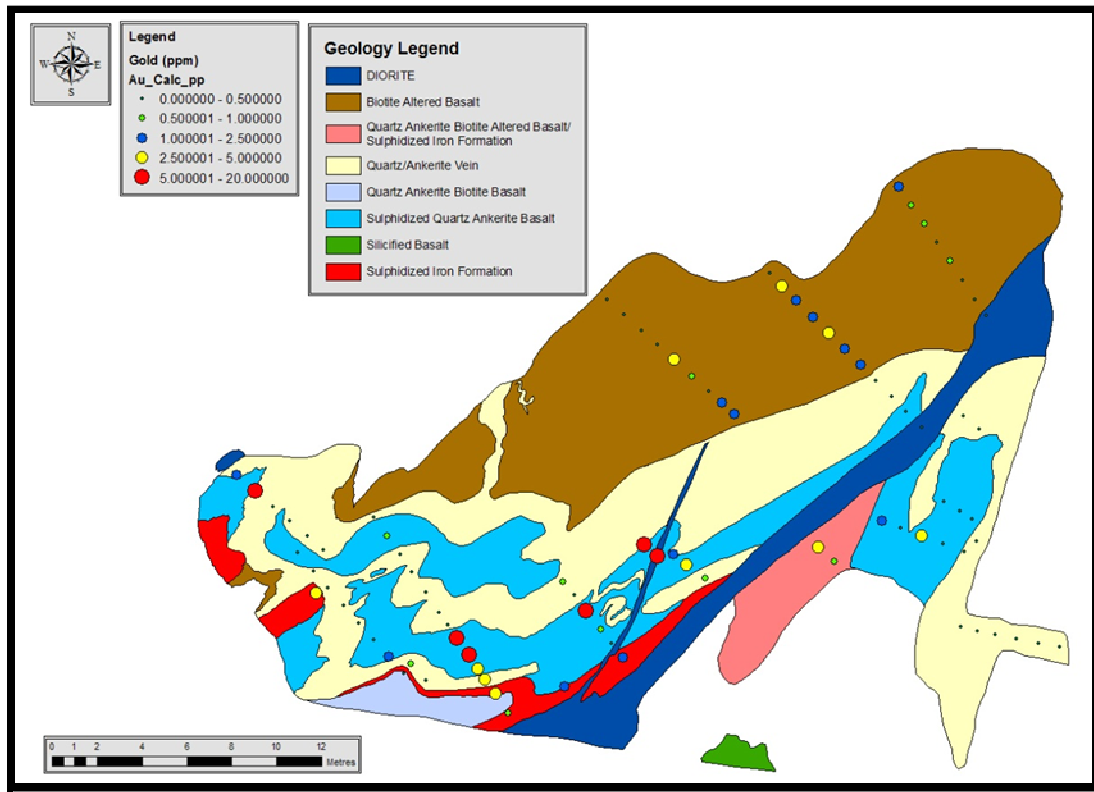 N
W E
S
Legend
Gold (ppm)
Au_Calc_pp
0.000000 - 0.500000
0.500001 - 1.000000
1.000001 - 2.500000
2.500001 - 5.000000
5.000001 - 20.000000
Geology Legend
DIORITE
Biotite Altered Basalt
Quartz Ankerite Biotite Altered Basalt/
Sulphidized Iron Formation
Quartz/Ankerite Vein
Quartz Ankerite Biotite Basalt
Sulphidized Quartz Ankerite Basalt
Silicified Basalt
Sulphidized Iron Formation
0 1 2 4 6 8 10 12
Metres